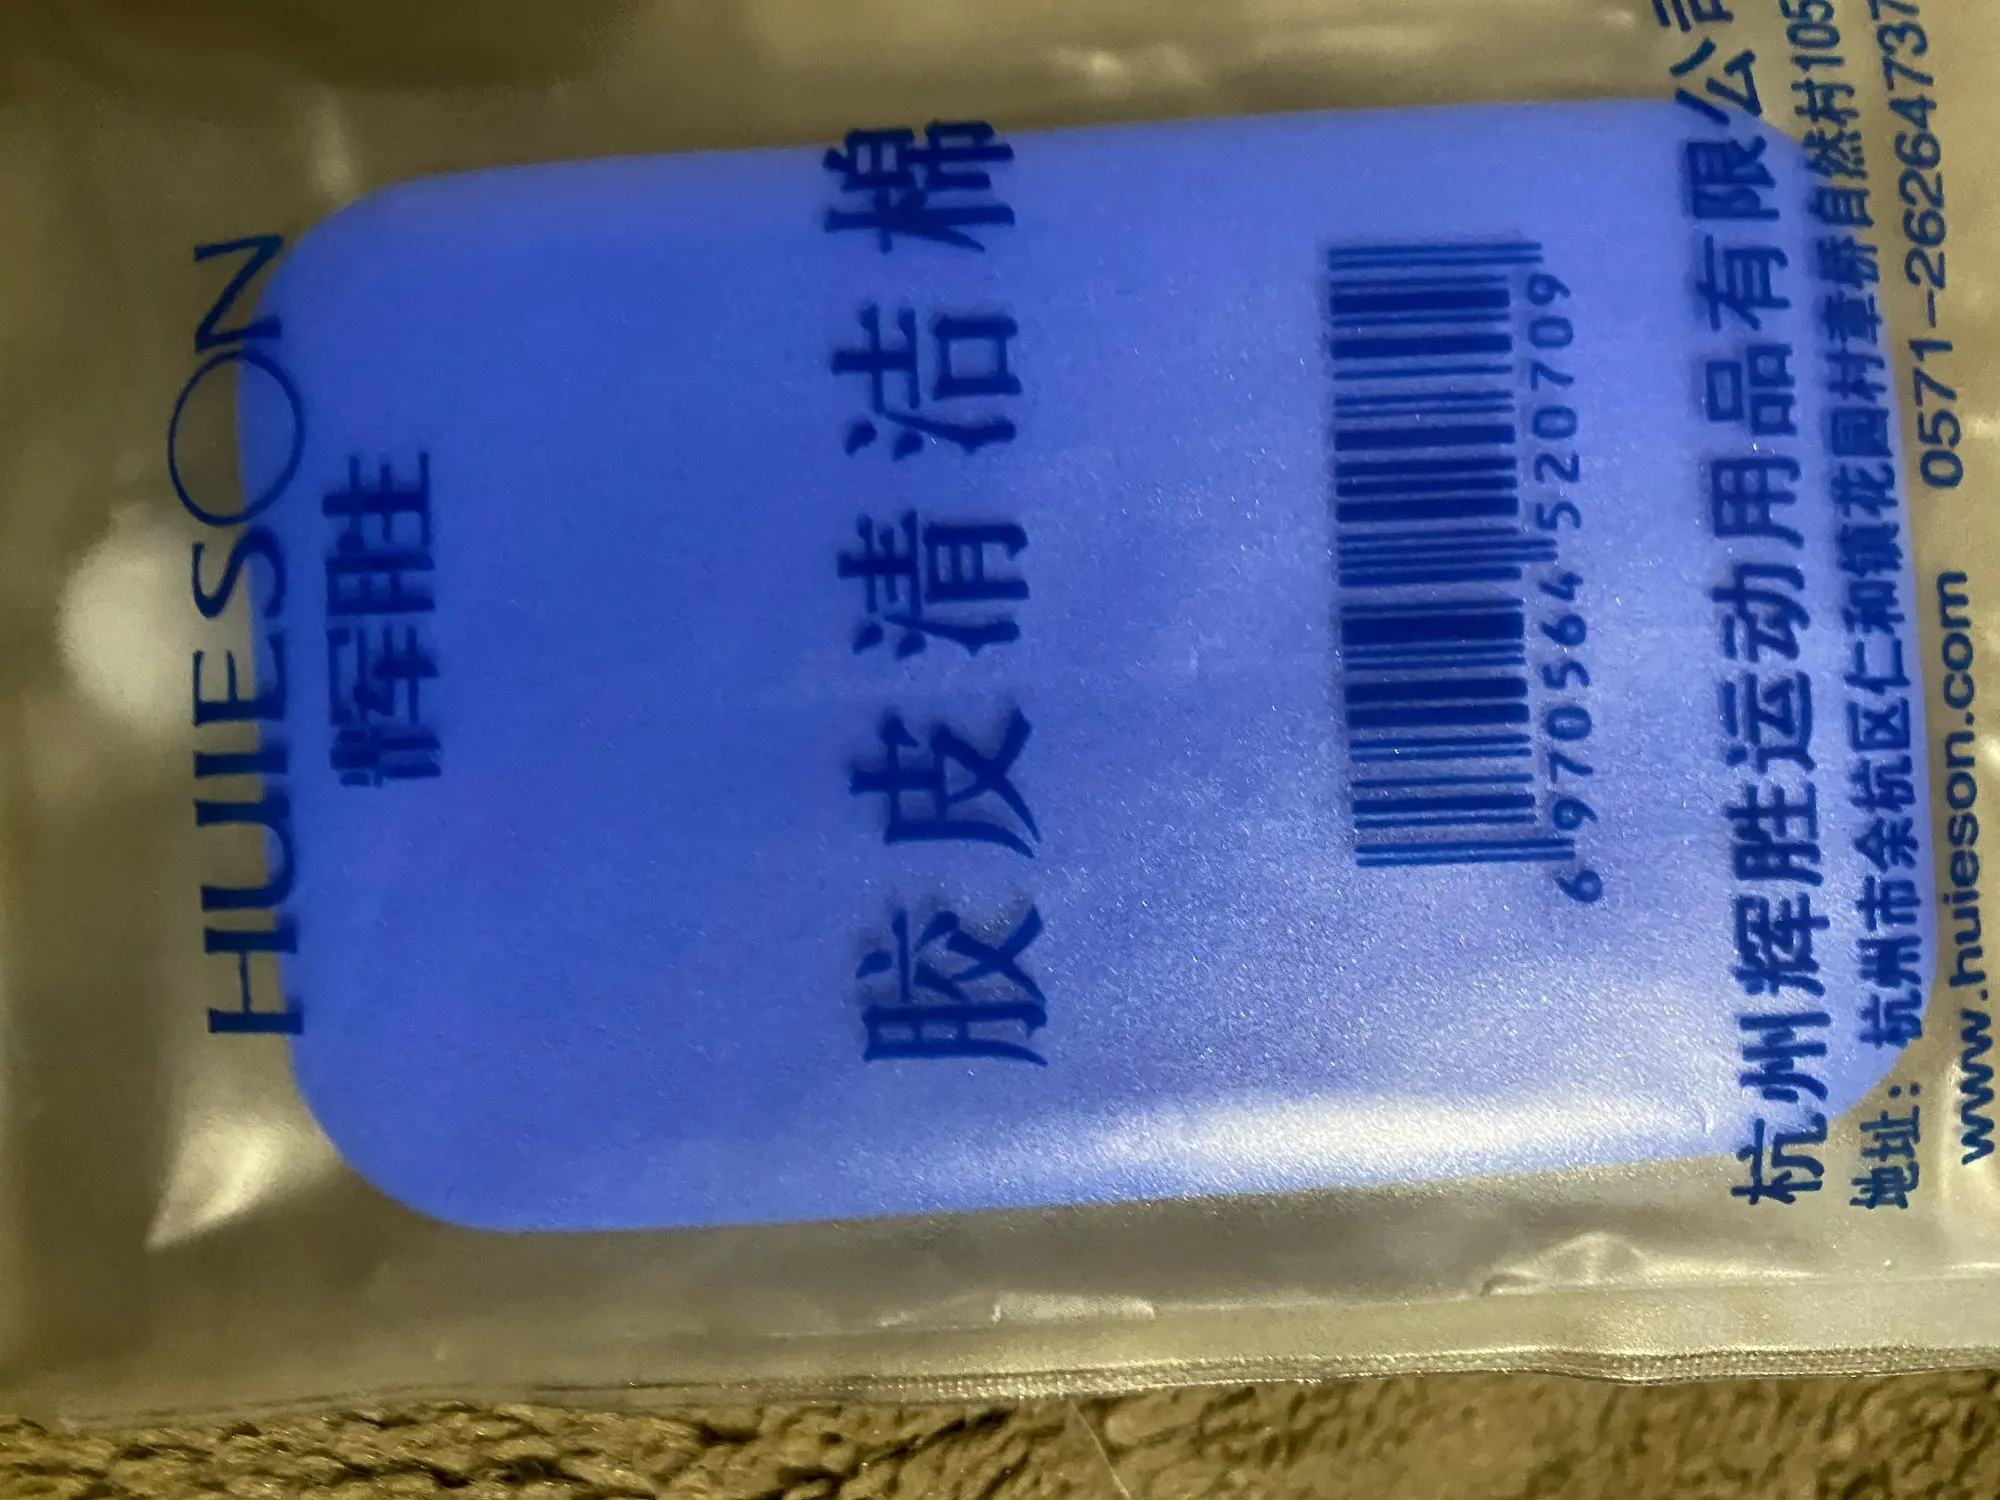 HUIESON
辉胜
胶皮清洁棉
6 970564 520709
杭州辉胜运动用品有限公司
地址: 杭州市余杭区仁和镇花园村章桥自然村105
www.huieson.com 0571-26264737